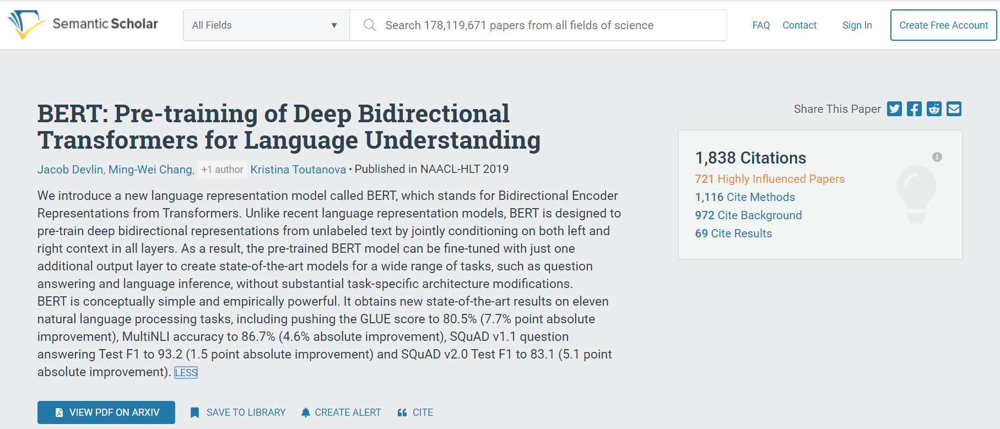 Semantic Scholar
All Fields
Search 178,119,671 papers from all fields of science
FAQ
Contact
Sign In
Create Free Account
BERT: Pre-training of Deep Bidirectional
Transformers for Language Understanding
Jacob Devlin, Ming-Wei Chang, +1 author Kristina Toutanova • Published in NAACL-HLT 2019
We introduce a new language representation model called BERT, which stands for Bidirectional Encoder
Representations from Transformers. Unlike recent language representation models, BERT is designed to
pre-train deep bidirectional representations from unlabeled text by jointly conditioning on both left and
right context in all layers. As a result, the pre-trained BERT model can be fine-tuned with just one
additional output layer to create state-of-the-art models for a wide range of tasks, such as question
answering and language inference, without substantial task-specific architecture modifications.
BERT is conceptually simple and empirically powerful. It obtains new state-of-the-art results on eleven
natural language processing tasks, including pushing the GLUE score to 80.5% (7.7% point absolute
improvement), MultiNLI accuracy to 86.7% (4.6% absolute improvement), SQuAD v1.1 question
answering Test F1 to 93.2 (1.5 point absolute improvement) and SQuAD v2.0 Test F1 to 83.1 (5.1 point
absolute improvement). LESS
VIEW PDF ON ARXIV
SAVE TO LIBRARY
CREATE ALERT
CITE
Share This Paper
1,838 Citations
721 Highly Influenced Papers
1,116 Cite Methods
972 Cite Background
69 Cite Results